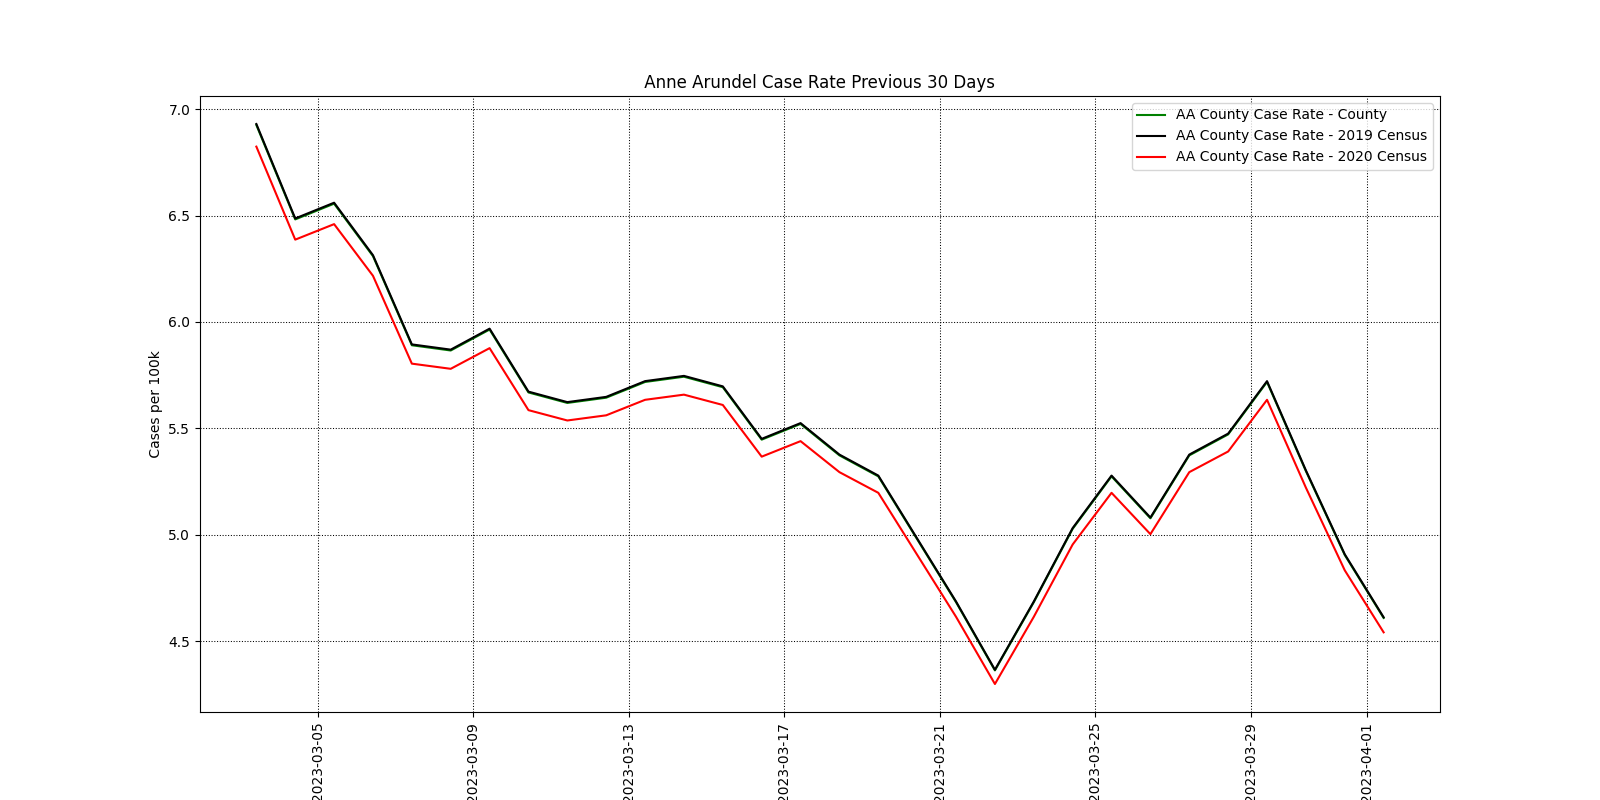 Anne Arundel Case Rate Previous 30 Days
AA County Case Rate - County
AA County Case Rate - 2019 Census
AA County Case Rate - 2020 Census
Cases per 100k
7.0
6.5
6.0
5.5
5.0
4.5
2023-03-05
2023-03-09
2023-03-13
2023-03-17
2023-03-21
2023-03-25
2023-03-29
2023-04-01